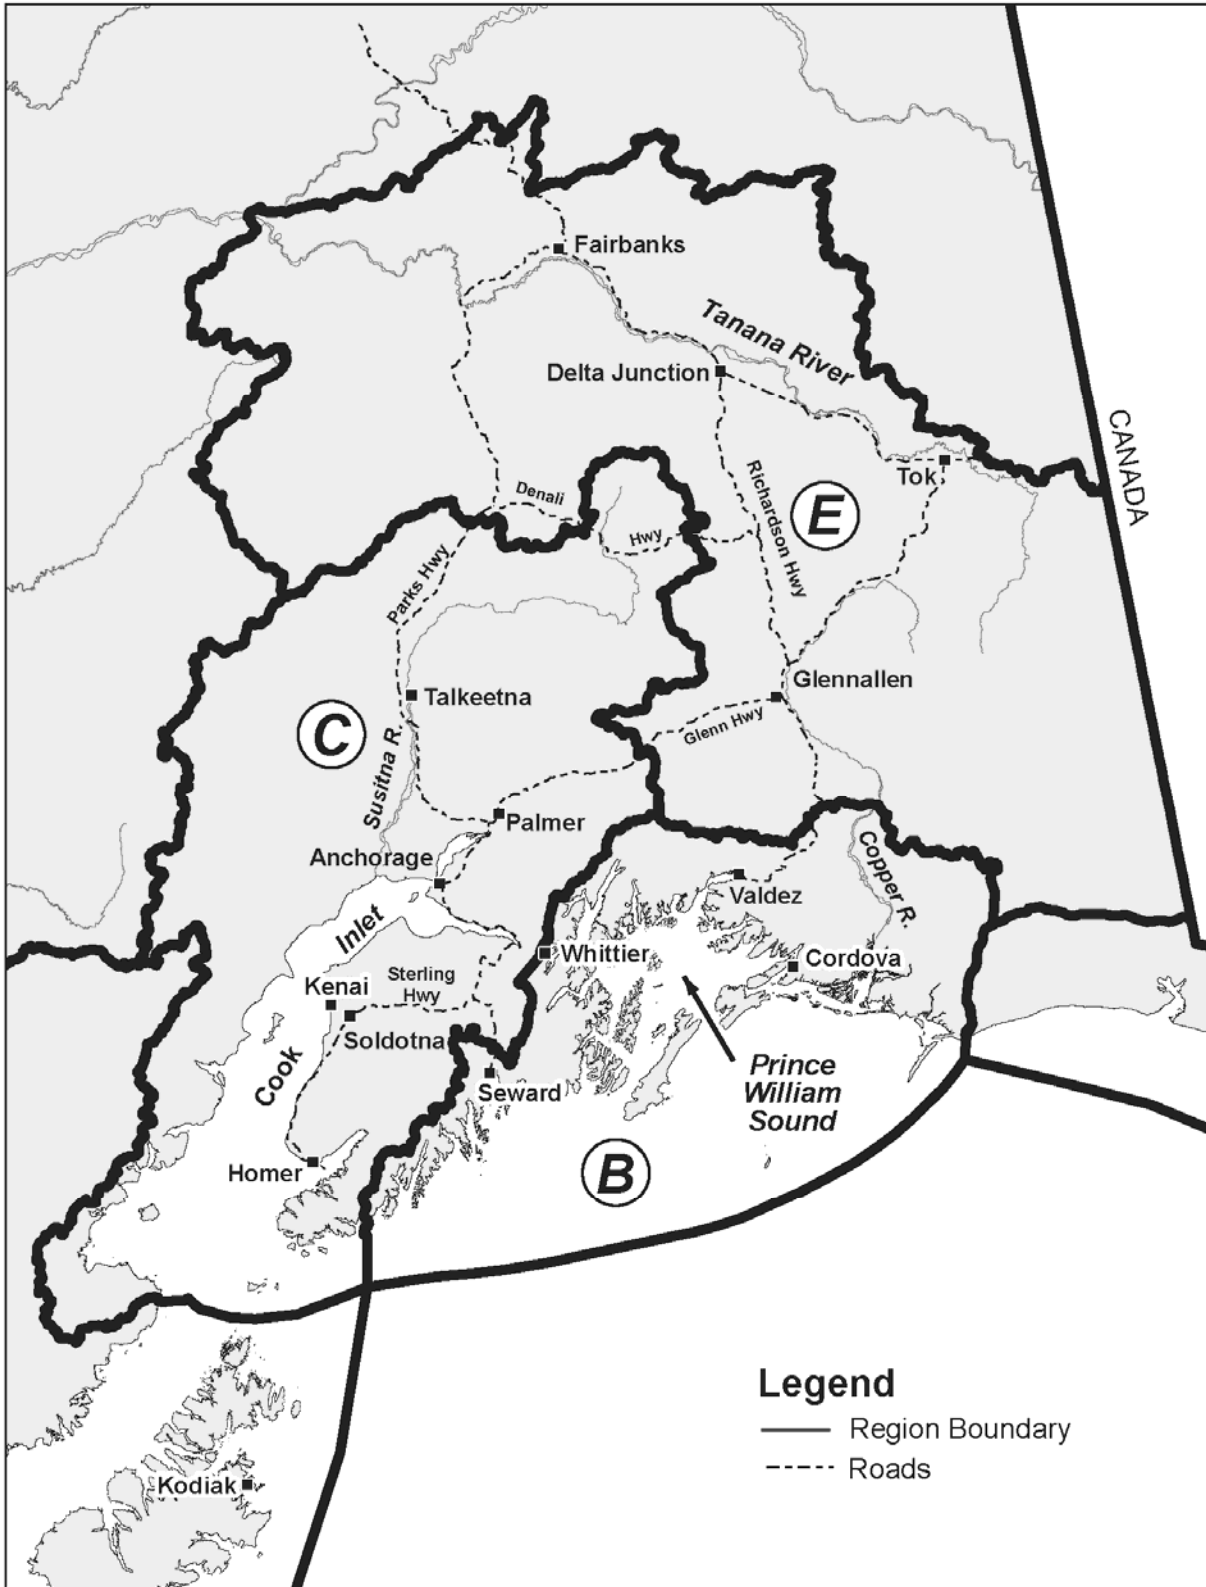 Fairbanks
Tanana River
Delta Junction
CANADA
Tok
Denali
Richardson Hwy
E
Hwy
Parks Hwy
Glennallen
Talkeetna
C
Glenn Hwy
Susitna R.
Palmer
Anchorage
Copper R.
Valdez
Inlet
Whittier
Cordova
Sterling
Hwy
Kenai
Soldotna
Cook
Seward
Prince
William
Sound
Homer
B
Legend
Region Boundary
Roads
Kodiak